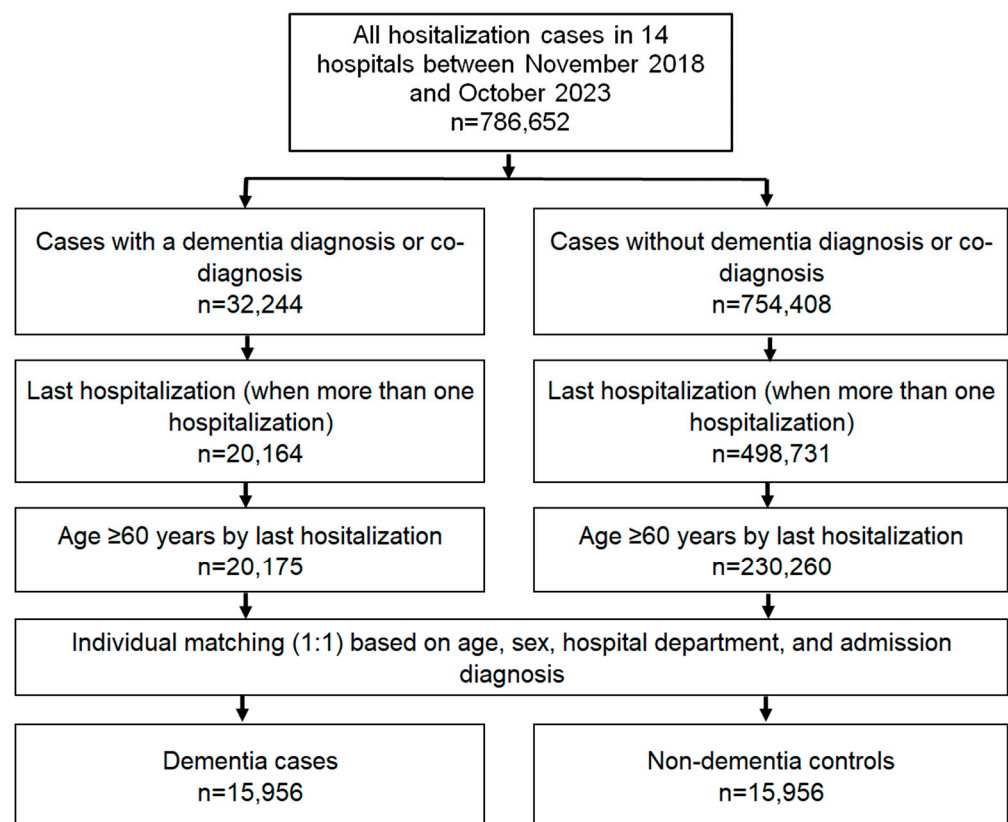 All hositalization cases in 14
hospitals between November 2018
and October 2023
n=786,652
Cases with a dementia diagnosis or co-
diagnosis
n=32,244
Cases without dementia diagnosis or co-
diagnosis
n=754,408
Last hospitalization (when more than one
hospitalization)
n=20,164
Last hospitalization (when more than one
hospitalization)
n=498,731
Age ≥60 years by last hositalization
n=20,175
Age ≥60 years by last hositalization
n=230,260
Individual matching (1:1) based on age, sex, hospital department, and admission
diagnosis
Dementia cases
n=15,956
Non-dementia controls
n=15,956